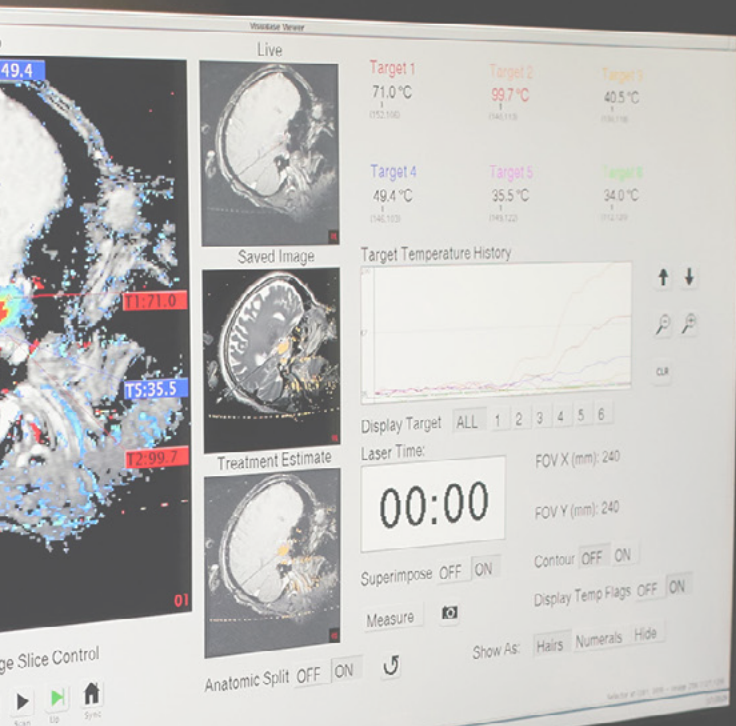 Visualase Viewer
49.4
Live
T1:71.0
T5:35.5
T2:99.7
01
Saved Image
Treatment Estimate
Target 1
71.0 °C
Target 2
99.7 °C
Target 3
40.5 °C
Target 4
49.4 °C
Target 5
35.5 °C
Target 6
34.0 °C
Target Temperature History
CLR
Display Target ALL 1 2 3 4 5 6
Laser Time:
00:00
FOV X (mm): 240
FOV Y (mm): 240
Superimpose OFF ON
Contour OFF ON
Display Temp Flags OFF ON
Measure
Show As: Hairs Numerals Hide
Anatomic Split OFF ON
ge Slice Control
Scan Up Sync